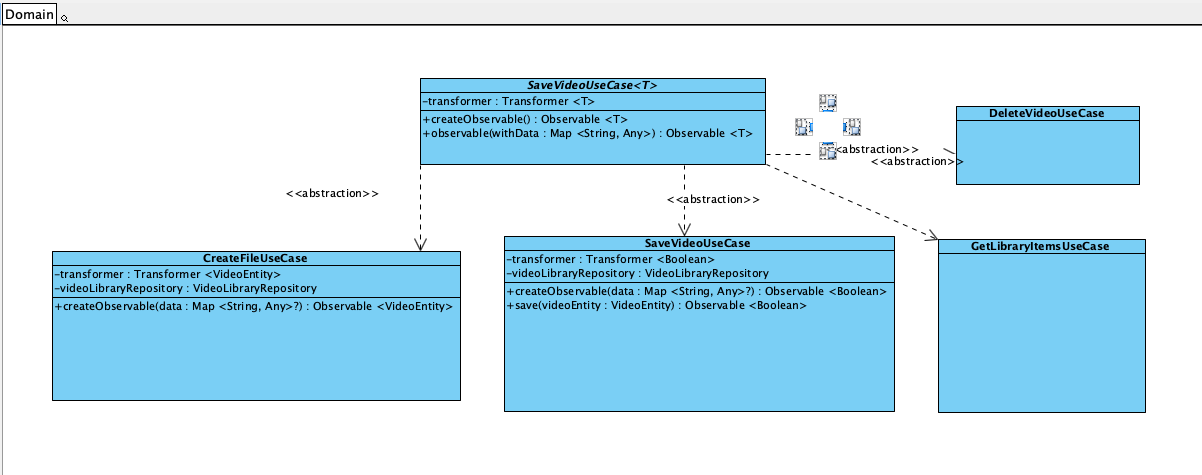 Domain
SaveVideoUseCase<T>
-transformer : Transformer <T>
+createObservable() : Observable <T>
+observable(withData : Map <String, Any>) : Observable <T>
DeleteVideoUseCase
<abstraction>>
<<abstraction>>
<<abstraction>>
<<abstraction>>
CreateFileUseCase
-transformer : Transformer <VideoEntity>
-videoLibraryRepository : VideoLibraryRepository
+createObservable(data : Map <String, Any>?) : Observable <VideoEntity>
SaveVideoUseCase
-transformer : Transformer <Boolean>
-videoLibraryRepository : VideoLibraryRepository
+createObservable(data : Map <String, Any>?) : Observable <Boolean>
+save(videoEntity : VideoEntity) : Observable <Boolean>
GetLibraryItemsUseCase